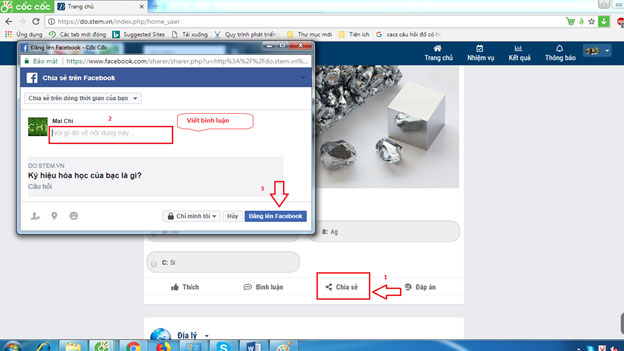 cốc cốc
Trang chủ
https://do.stem.vn/index.php/home_user
Ứng dụng
Các tab đã đóng
Suggested Sites
Tải xuống
Quy trình phát triển
Thư mục mới
Tiện ích
cacs câu hỏi đố có h
Trang chủ
Nhiệm vụ
Kết quả
Thông báo
Đăng lên Facebook - Cốc Cốc
Bảo mật
https://www.facebook.com/sharer/sharer.php?u=http%3A%2F%2Fdo.stem.vn%
Chia sẻ trên Facebook
Chia sẻ trên dòng thời gian của bạn
2
Mai Chi
Viết bình luận
Nói gì đó về nội dung này...
DO.STEM.VN
Ký hiệu hóa học của bạc là gì?
Câu hỏi
3
Chỉ mình tôi
Hủy
Đăng lên Facebook
B: Ag
C: Si
1
Thích
Bình luận
Chia sẻ
Đáp án
Địa lý